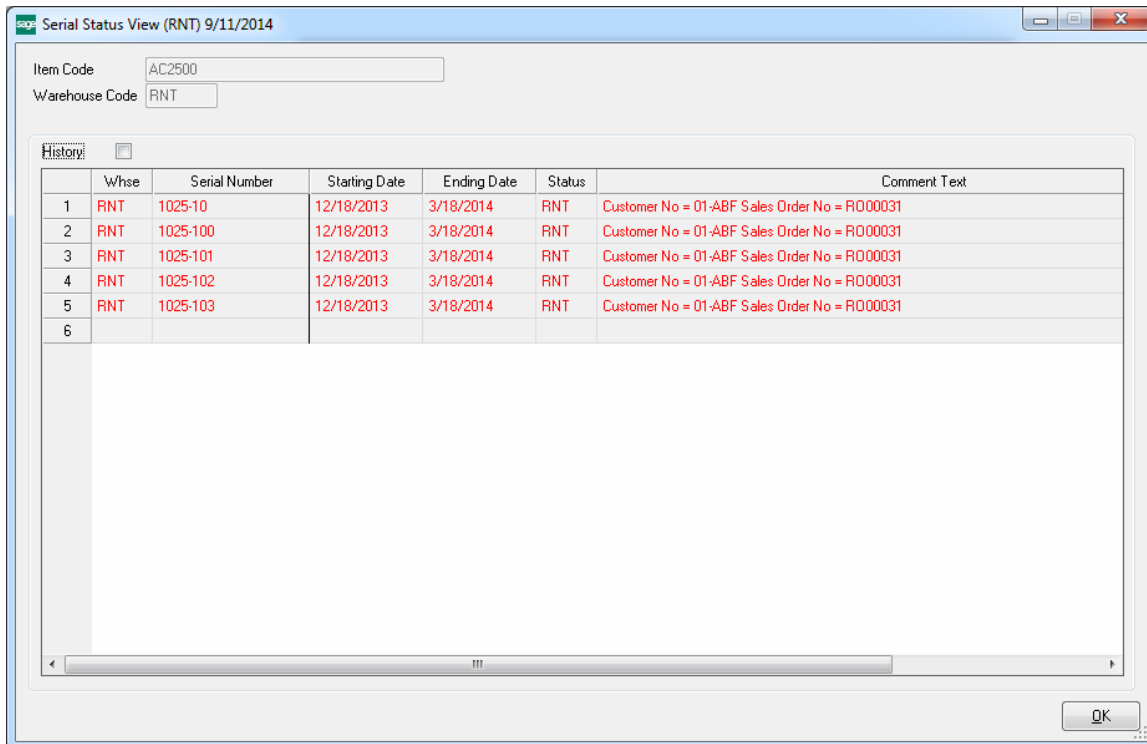 sage Serial Status View (RNT) 9/11/2014
Item Code AC2500
Warehouse Code RNT
History
Whse Serial Number Starting Date Ending Date Status Comment Text
1 RNT 1025-10 12/18/2013 3/18/2014 RNT Customer No = 01-ABF Sales Order No = RO00031
2 RNT 1025-100 12/18/2013 3/18/2014 RNT Customer No = 01-ABF Sales Order No = RO00031
3 RNT 1025-101 12/18/2013 3/18/2014 RNT Customer No = 01-ABF Sales Order No = RO00031
4 RNT 1025-102 12/18/2013 3/18/2014 RNT Customer No = 01-ABF Sales Order No = RO00031
5 RNT 1025-103 12/18/2013 3/18/2014 RNT Customer No = 01-ABF Sales Order No = RO00031
6
OK